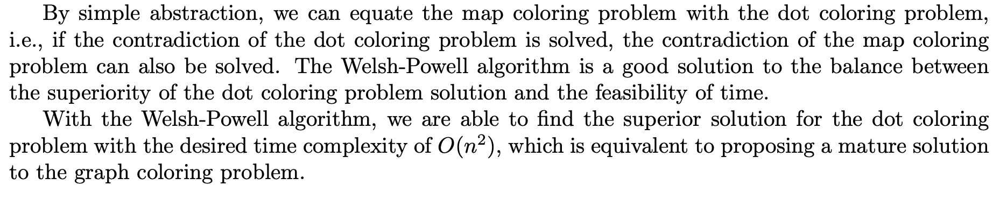 By simple abstraction, we can equate the map coloring problem with the dot coloring problem,
i.e., if the contradiction of the dot coloring problem is solved, the contradiction of the map coloring
problem can also be solved. The Welsh-Powell algorithm is a good solution to the balance between
the superiority of the dot coloring problem solution and the feasibility of time.
With the Welsh-Powell algorithm, we are able to find the superior solution for the dot coloring
problem with the desired time complexity of O(n²), which is equivalent to proposing a mature solution
to the graph coloring problem.